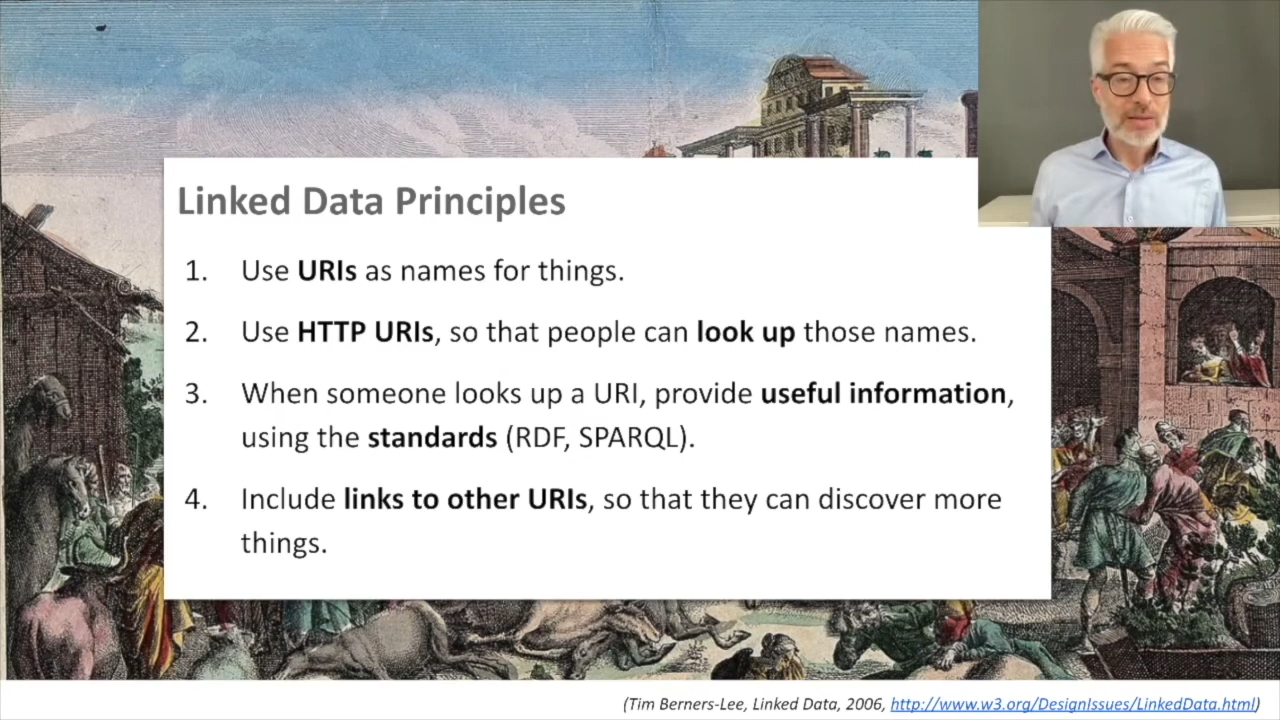 Linked Data Principles
1. Use URIs as names for things.
2. Use HTTP URIs, so that people can look up those names.
3. When someone looks up a URI, provide useful information,
using the standards (RDF, SPARQL).
4. Include links to other URIs, so that they can discover more
things.
(Tim Berners-Lee, Linked Data, 2006, http://www.w3.org/DesignIssues/LinkedData.html)